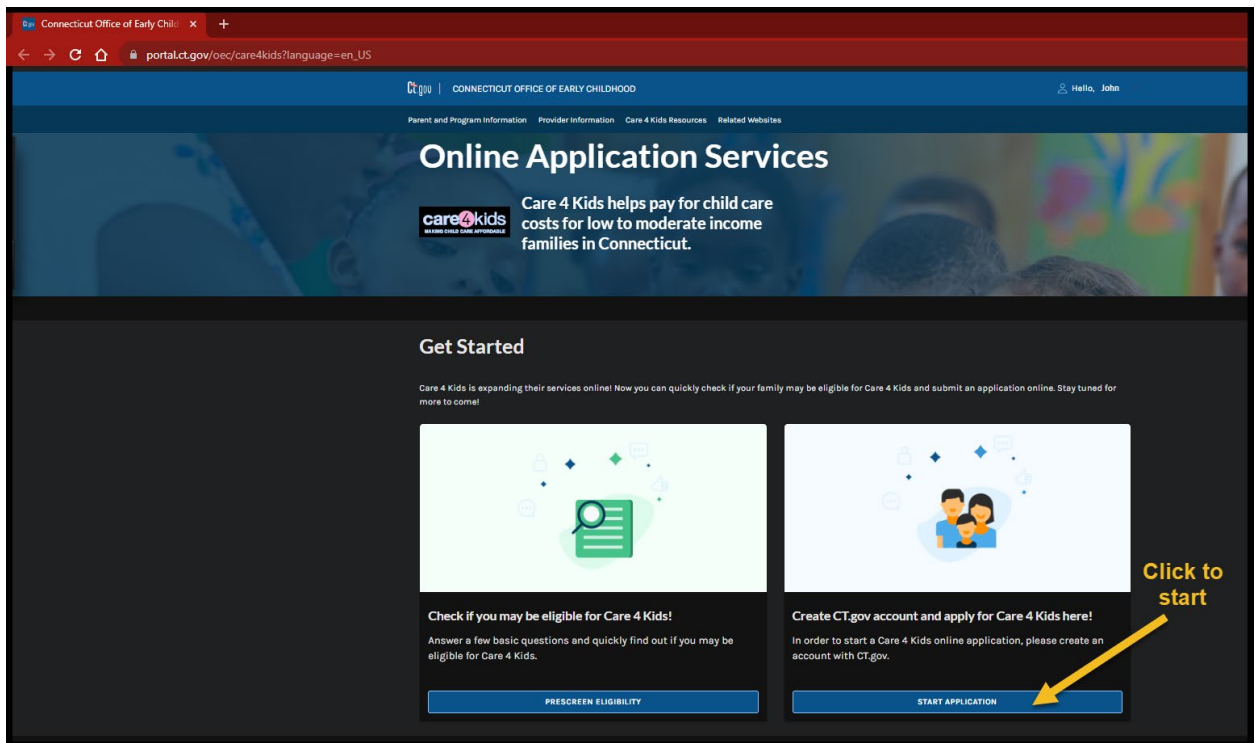 Connecticut Office of Early Child
portal.ct.gov/oec/care4kids?language=en_US
Ct.gov | CONNECTICUT OFFICE OF EARLY CHILDHOOD
Hello, John
Parent and Program Information Provider Information Care 4 Kids Resources Related Websites
Online Application Services
care4kids
MAKING CHILD CARE AFFORDABLE
Care 4 Kids helps pay for child care
costs for low to moderate income
families in Connecticut.
Get Started
Care 4 Kids is expanding their services online! Now you can quickly check if your family may be eligible for Care 4 Kids and submit an application online. Stay tuned for
more to come!
Click to
start
Check if you may be eligible for Care 4 Kids!
Answer a few basic questions and quickly find out if you may be
eligible for Care 4 Kids.
PRESCREEN ELIGIBILITY
Create CT.gov account and apply for Care 4 Kids here!
In order to start a Care 4 Kids online application, please create an
account with CT.gov.
START APPLICATION